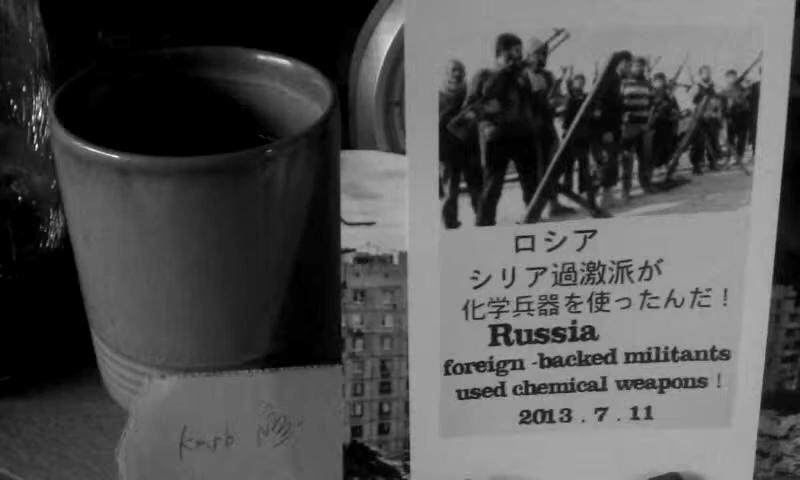 ロシア
シリア過激派が
化学兵器を使ったんだ！
Russia
foreign -backed militants
used chemical weapons !
2013 . 7 . 11